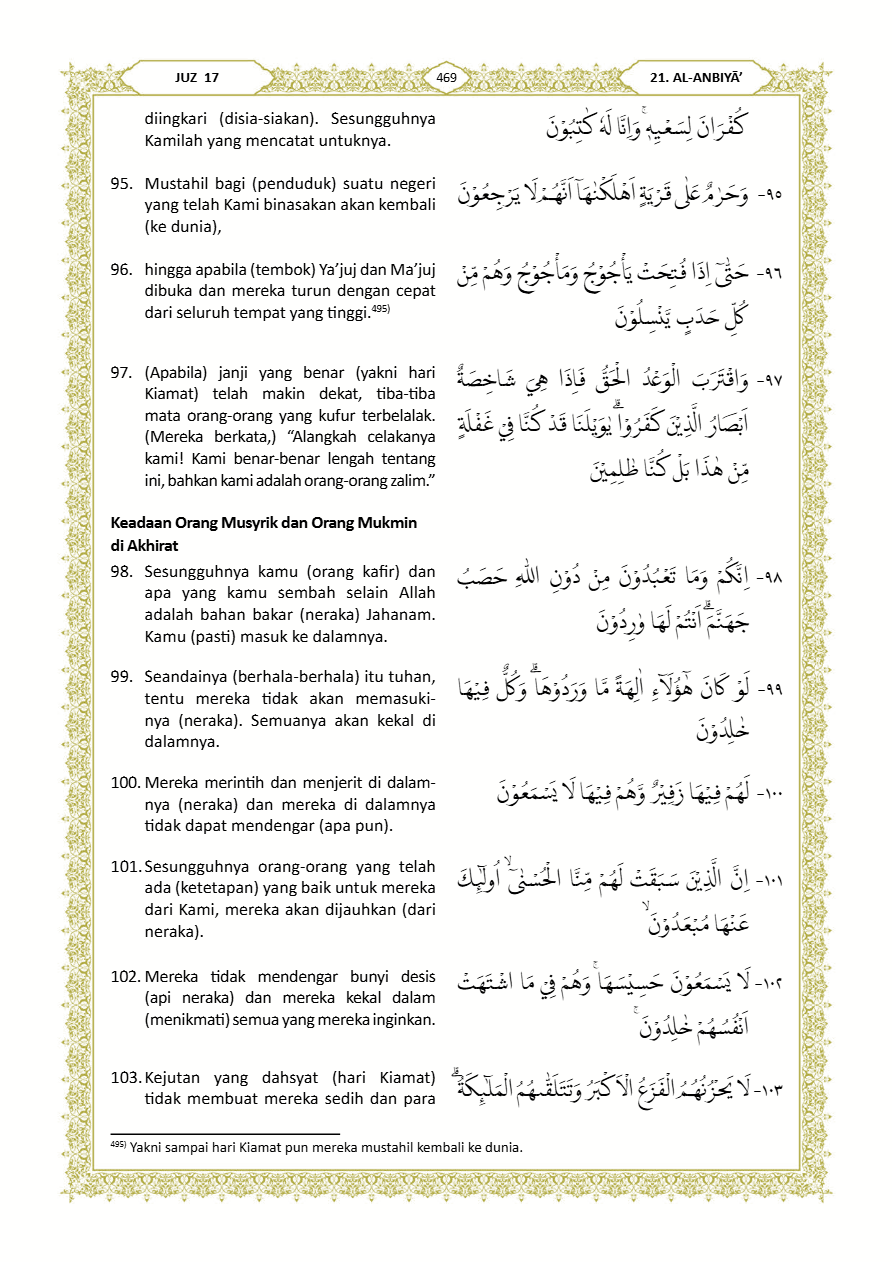 JUZ 17
469
21. AL-ANBIYĀ’
diingkari (disia-siakan). Sesungguhnya
Kamilah yang mencatat untuknya.
كُفْرَانَ لِسَعْيِهٖۚ وَاِنَّا لَهٗ كٰتِبُوْنَ
95. Mustahil bagi (penduduk) suatu negeri
yang telah Kami binasakan akan kembali
(ke dunia),
٩٥- وَحَرٰمٌ عَلٰى قَرْيَةٍ اَهْلَكْنٰهَآ اَنَّهُمْ لَا يَرْجِعُوْنَ
96. hingga apabila (tembok) Ya’juj dan Ma’juj
dibuka dan mereka turun dengan cepat
dari seluruh tempat yang tinggi.495)
٩٦- حَتّٰىٓ اِذَا فُتِحَتْ يَأْجُوْجُ وَمَأْجُوْجُ وَهُمْ مِّنْ
كُلِّ حَدَبٍ يَّنْسِلُوْنَ
97. (Apabila) janji yang benar (yakni hari
Kiamat) telah makin dekat, tiba-tiba
mata orang-orang yang kufur terbelalak.
(Mereka berkata,) “Alangkah celakanya
kami! Kami benar-benar lengah tentang
ini, bahkan kami adalah orang-orang zalim.”
٩٧- وَاقْتَرَبَ الْوَعْدُ الْحَقُّ فَاِذَا هِيَ شَاخِصَةٌ
اَبْصَارُ الَّذِيْنَ كَفَرُوْاۗ يٰوَيْلَنَا قَدْ كُنَّا فِيْ غَفْلَةٍ
مِّنْ هٰذَا بَلْ كُنَّا ظٰلِمِيْنَ
Keadaan Orang Musyrik dan Orang Mukmin
di Akhirat
98. Sesungguhnya kamu (orang kafir) dan
apa yang kamu sembah selain Allah
adalah bahan bakar (neraka) Jahanam.
Kamu (pasti) masuk ke dalamnya.
٩٨- اِنَّكُمْ وَمَا تَعْبُدُوْنَ مِنْ دُوْنِ اللّٰهِ حَصَبُ
جَهَنَّمَۗ اَنْتُمْ لَهَا وٰرِدُوْنَ
99. Seandainya (berhala-berhala) itu tuhan,
tentu mereka tidak akan memasuki-
nya (neraka). Semuanya akan kekal di
dalamnya.
٩٩- لَوْ كَانَ هٰٓؤُلَاۤءِ اٰلِهَةً مَّا وَرَدُوْهَاۗ وَكُلٌّ فِيْهَا
خٰلِدُوْنَ
100. Mereka merintih dan menjerit di dalam-
nya (neraka) dan mereka di dalamnya
tidak dapat mendengar (apa pun).
١٠٠- لَهُمْ فِيْهَا زَفِيْرٌ وَّهُمْ فِيْهَا لَا يَسْمَعُوْنَ
101. Sesungguhnya orang-orang yang telah
ada (ketetapan) yang baik untuk mereka
dari Kami, mereka akan dijauhkan (dari
neraka).
١٠١- اِنَّ الَّذِيْنَ سَبَقَتْ لَهُمْ مِّنَّا الْحُسْنٰىٓۙ اُولٰۤىِٕكَ
عَنْهَا مُبْعَدُوْنَۙ
102. Mereka tidak mendengar bunyi desis
(api neraka) dan mereka kekal dalam
(menikmati) semua yang mereka inginkan.
١٠٢- لَا يَسْمَعُوْنَ حَسِيْسَهَاۚ وَهُمْ فِيْ مَا اشْتَهَتْ
اَنْفُسُهُمْ خٰلِدُوْنَۚ
103. Kejutan yang dahsyat (hari Kiamat)
tidak membuat mereka sedih dan para
١٠٣- لَا يَحْزُنُهُمُ الْفَزَعُ الْاَكْبَرُ وَتَتَلَقّٰىهُمُ الْمَلٰۤىِٕكَةُۗ
495) Yakni sampai hari Kiamat pun mereka mustahil kembali ke dunia.